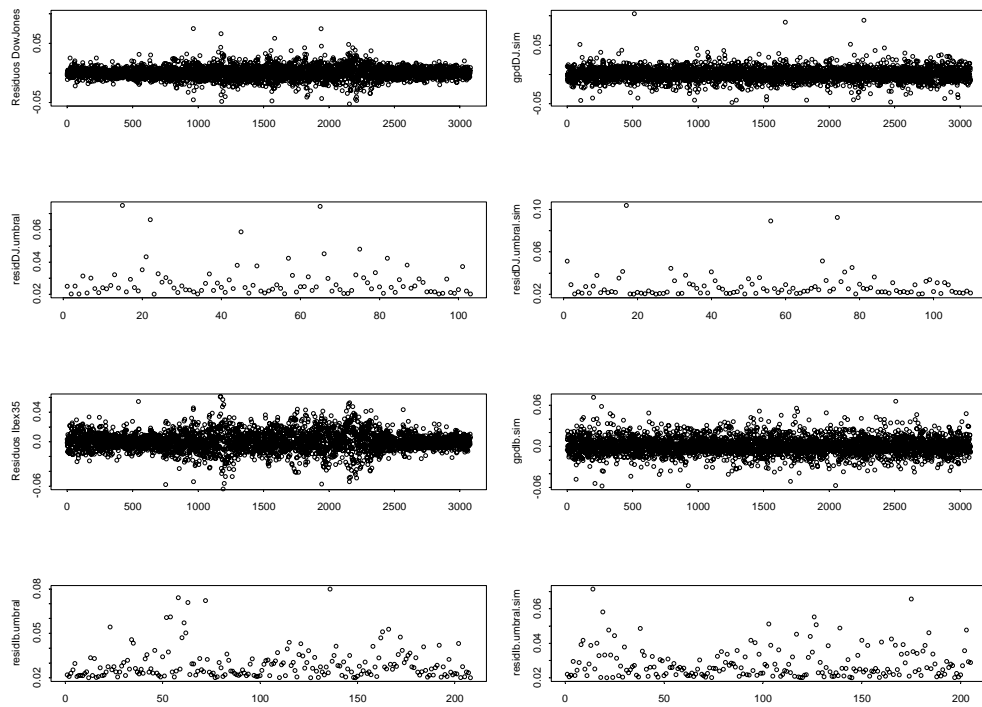 Residuos DowJones
-0.05 0.05
0 500 1000 1500 2000 2500 3000
gpdDJ.sim
-0.05 0.05
0 500 1000 1500 2000 2500 3000
residDJ.umbral
0.02 0.04 0.06
0 20 40 60 80 100
residDJ.umbral.sim
0.02 0.06 0.10
0 20 40 60 80 100
Residuos Ibex35
-0.06 0.0 0.04
0 500 1000 1500 2000 2500 3000
gpdIb.sim
-0.06 0.0 0.06
0 500 1000 1500 2000 2500 3000
residIb.umbral
0.02 0.05 0.08
0 50 100 150 200
residIb.umbral.sim
0.02 0.04 0.06
0 50 100 150 200